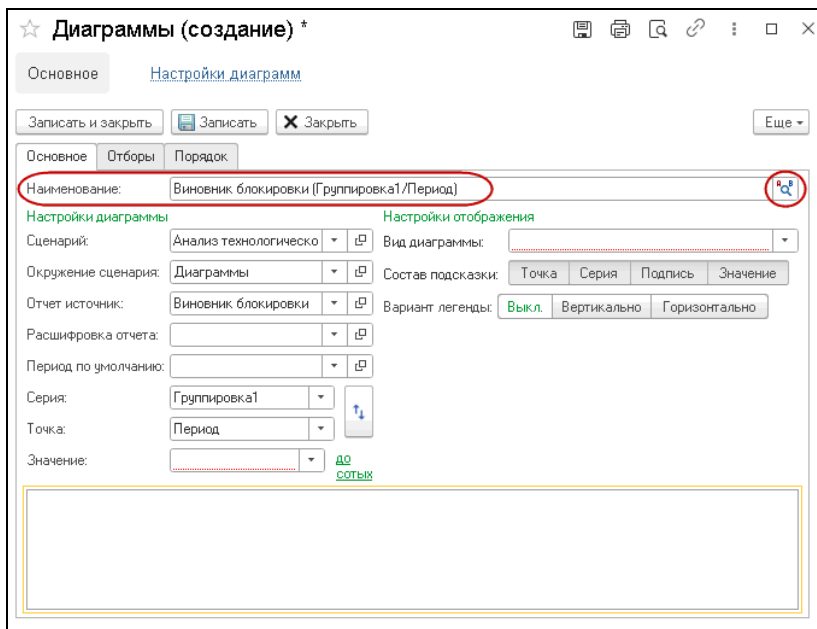 Диаграммы (создание) *
Основное Настройки диаграмм
Записать и закрыть Записать Закрыть Еще
Основное Отборы Порядок
Наименование: Виновник блокировки (Группировка1/Период)
Настройки диаграммы Настройки отображения
Сценарий: Анализ технологическо Вид диаграммы:
Окружение сценария: Диаграммы Состав подсказки: Точка Серия Подпись Значение
Отчет источник: Виновник блокировки Вариант легенды: Выкл. Вертикально Горизонтально
Расшифровка отчета:
Период по умолчанию:
Серия: Группировка1
Точка: Период
Значение: до
сотых